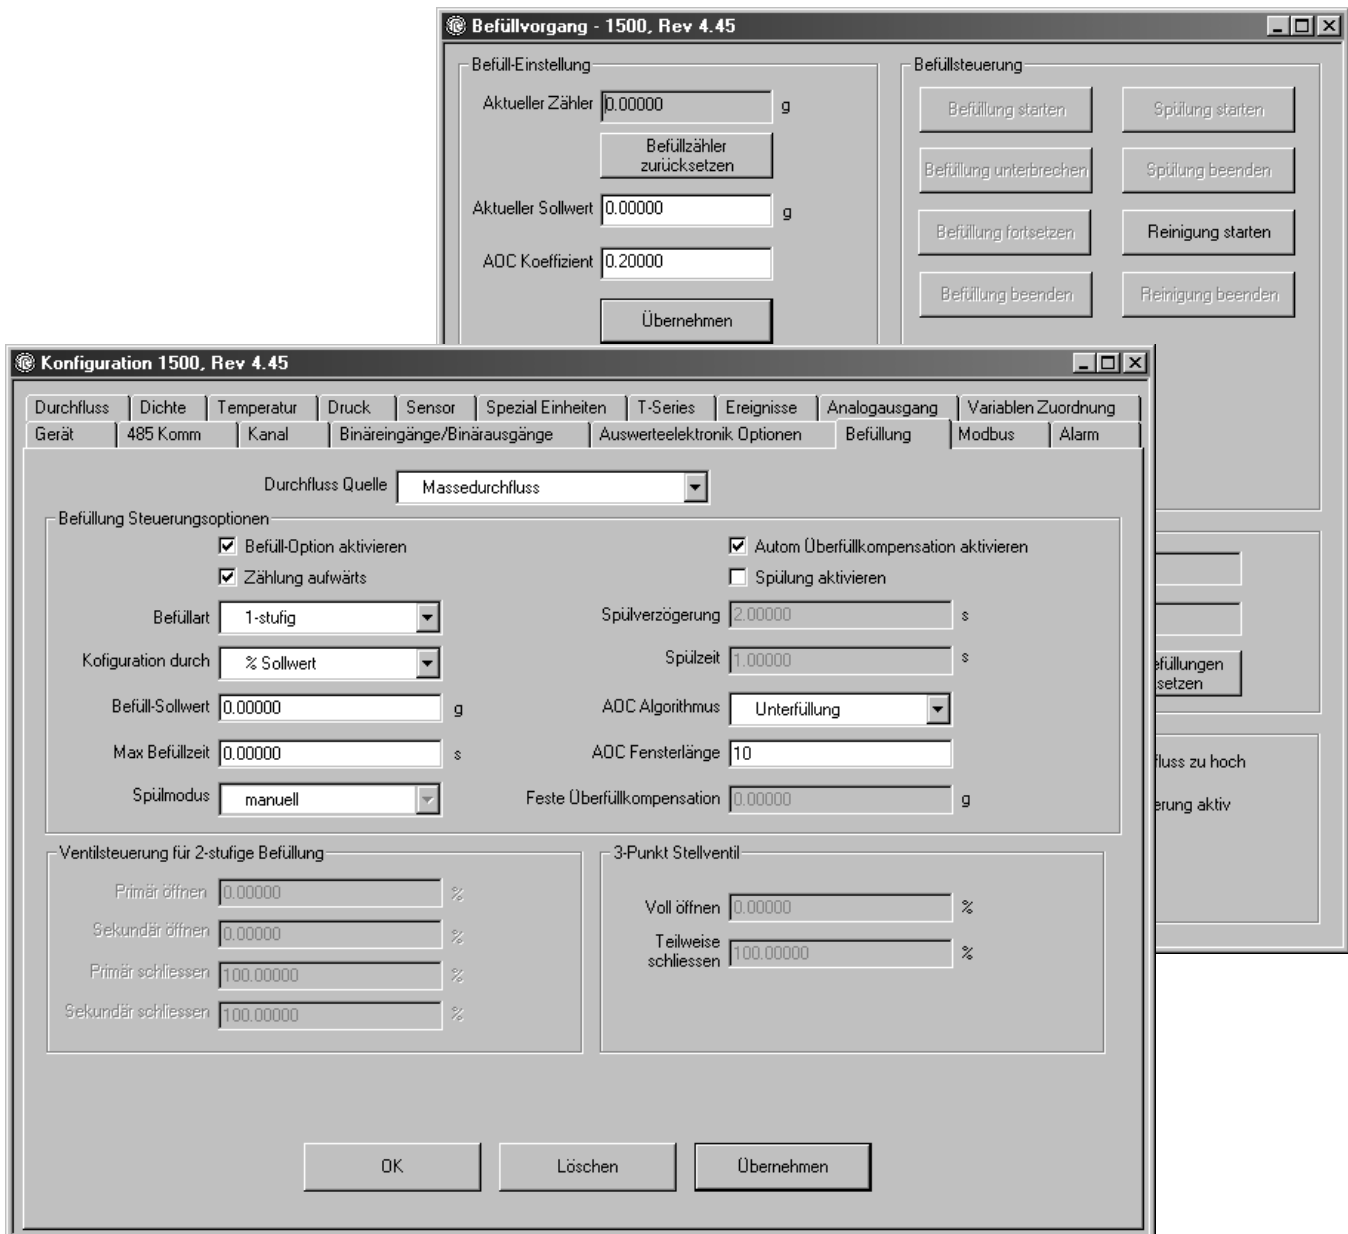 Befüllvorgang - 1500, Rev 4.45
Befüll-Einstellung
Aktueller Zähler 0.00000 g
Befüllzähler
zurücksetzen
Aktueller Sollwert 0.00000 g
AOC Koeffizient 0.20000
Übernehmen
Befüllsteuerung
Befüllung starten Spülung starten
Befüllung unterbrechen Spülung beenden
Befüllung fortsetzen Reinigung starten
Befüllung beenden Reinigung beenden
efüllungen
setzen
fluss zu hoch
erung aktiv
Konfiguration 1500, Rev 4.45
Durchfluss Dichte Temperatur Druck Sensor Spezial Einheiten T-Series Ereignisse Analogausgang Variablen Zuordnung
Gerät 485 Komm Kanal Binäreingänge/Binärausgänge Auswerteelektronik Optionen Befüllung Modbus Alarm
Durchfluss Quelle Massedurchfluss
Befüllung Steuerungsoptionen
Befüll-Option aktivieren
Zählung aufwärts
Befüllart 1-stufig
Kofiguration durch % Sollwert
Befüll-Sollwert 0.00000 g
Max Befüllzeit 0.00000 s
Spülmodus manuell
Autom Überfüllkompensation aktivieren
Spülung aktivieren
Spülverzögerung 2.00000 s
Spülzeit 1.00000 s
AOC Algorithmus Unterfüllung
AOC Fensterlänge 10
Feste Überfüllkompensation 0.00000 g
Ventilsteuerung für 2-stufige Befüllung
Primär öffnen 0.00000 %
Sekundär öffnen 0.00000 %
Primär schliessen 100.00000 %
Sekundär schliessen 100.00000 %
3-Punkt Stellventil
Voll öffnen 0.00000 %
Teilweise
schliessen 100.00000 %
OK Löschen Übernehmen